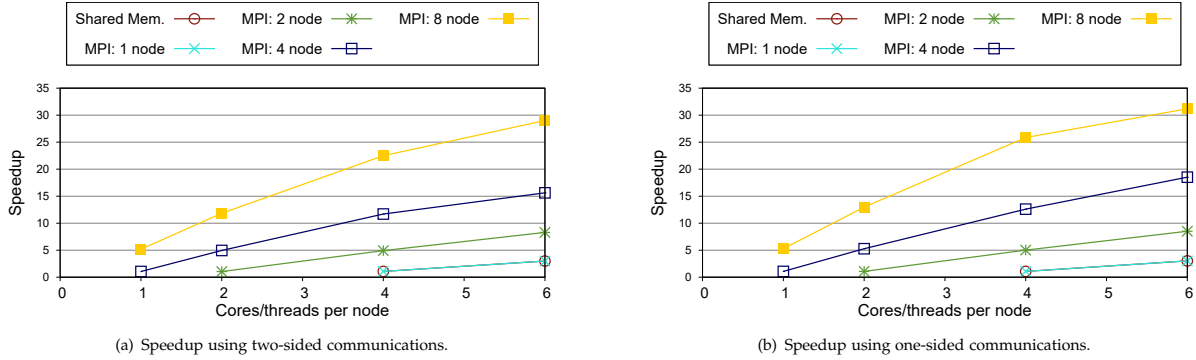 Shared Mem. MPI: 2 node MPI: 8 node
MPI: 1 node MPI: 4 node
35
30
25
20
15
10
5
0
Speedup
0 1 2 3 4 5 6
Cores/threads per node
(a) Speedup using two-sided communications.
Shared Mem. MPI: 2 node MPI: 8 node
MPI: 1 node MPI: 4 node
35
30
25
20
15
10
5
0
Speedup
0 1 2 3 4 5 6
Cores/threads per node
(b) Speedup using one-sided communications.